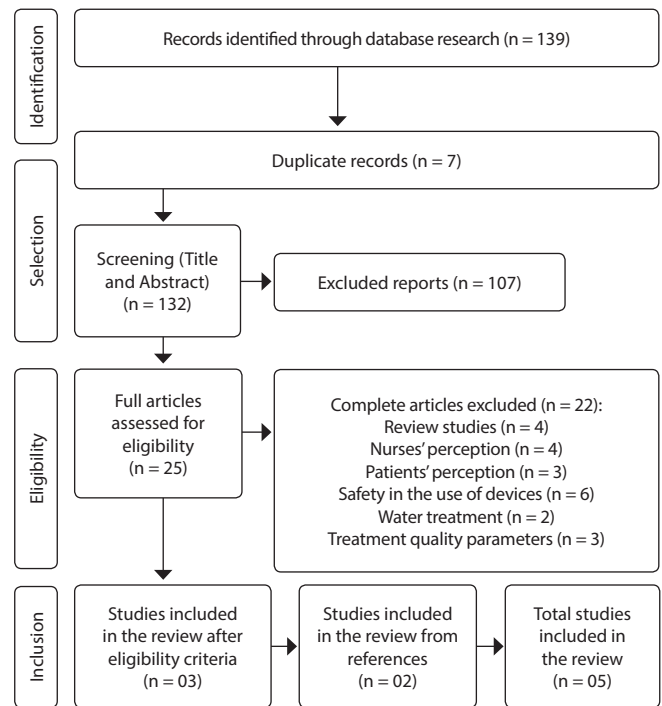 Identification
Records identified through database research (n = 139)
Duplicate records (n = 7)
Selection
Screening (Title
and Abstract)
(n = 132)
Excluded reports (n = 107)
Eligibility
Full articles
assessed for
eligibility
(n = 25)
Complete articles excluded (n = 22):
Review studies (n = 4)
Nurses’ perception (n = 4)
Patients’ perception (n = 3)
Safety in the use of devices (n = 6)
Water treatment (n = 2)
Treatment quality parameters (n = 3)
Inclusion
Studies included
in the review after
eligibility criteria
(n = 03)
Studies included
in the review from
references
(n = 02)
Total studies
included in
the review
(n = 05)